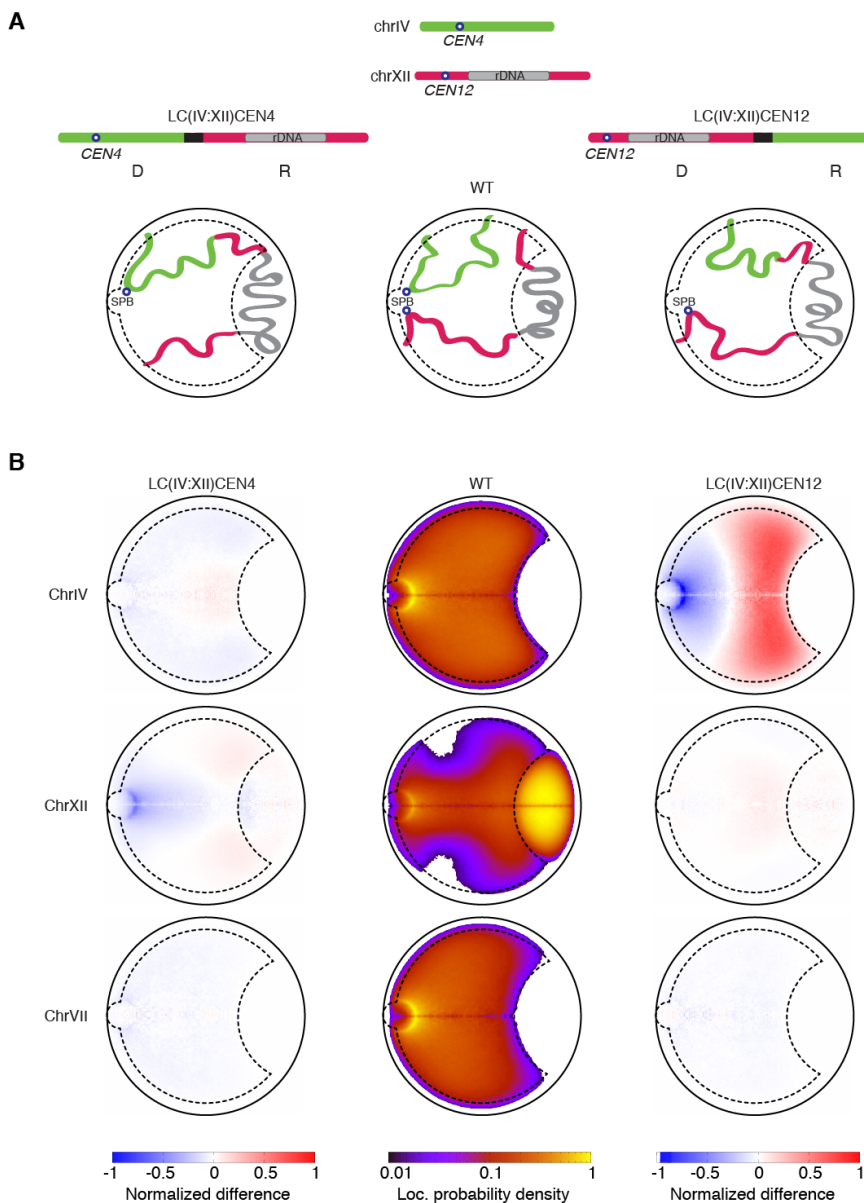 A
chrIV
CEN4
chrXII
rDNA
CEN12
LC(IV:XII)CEN4
LC(IV:XII)CEN12
rDNA
rDNA
CEN4
CEN12
D
R
D
R
WT
SPB
SPB
SPB
B
LC(IV:XII)CEN4
WT
LC(IV:XII)CEN12
ChrIV
ChrXII
ChrVII
-1 -0.5 0 0.5 1
0.01 0.1 1
-1 -0.5 0 0.5 1
Normalized difference
Loc. probability density
Normalized difference